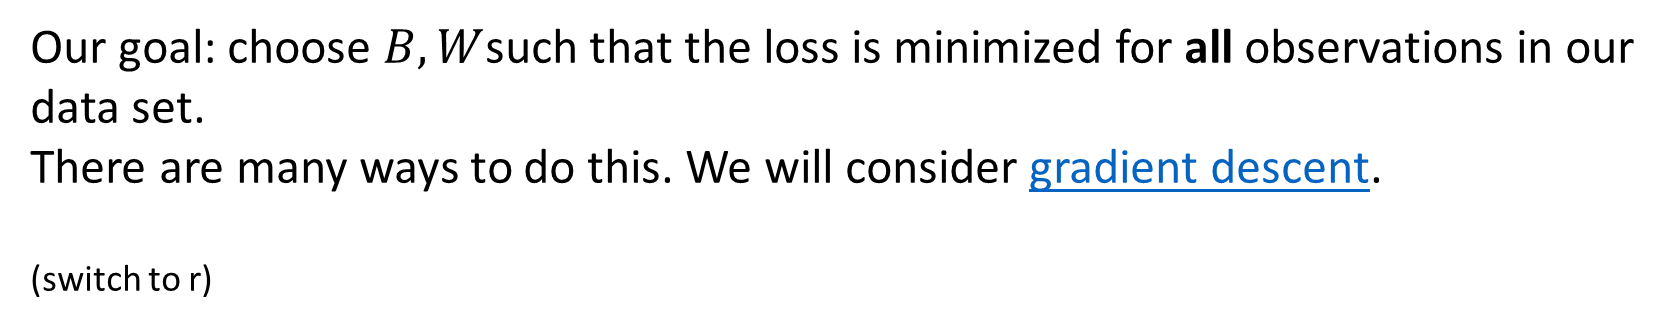 Our goal: choose B, W such that the loss is minimized for all observations in our
data set.
There are many ways to do this. We will consider gradient descent.
(switch to r)